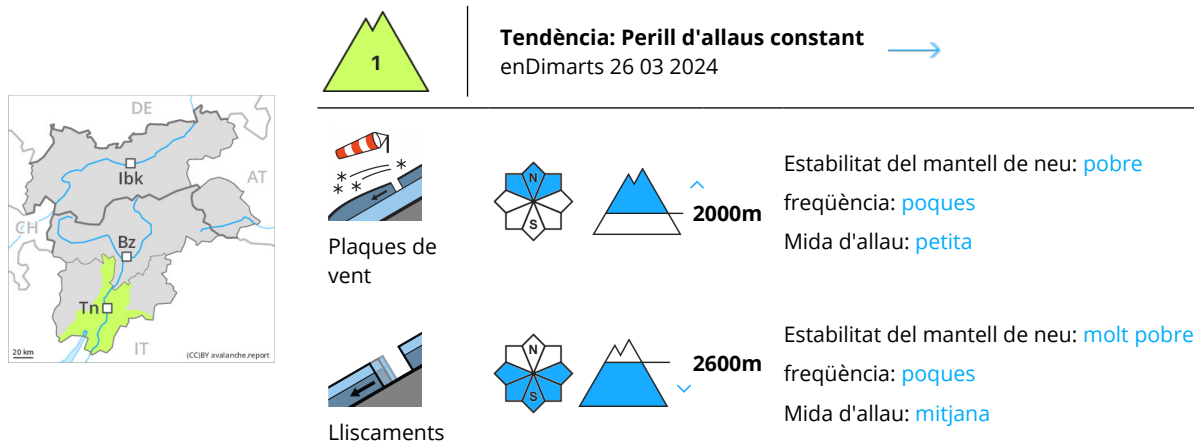 1
Tendència: Perill d'allaus constant
enDimarts 26 03 2024
DE
Ibk
AT
CH
Bz
Tn
IT
20 km
(CC)BY avalanche.report
N
S
2000m
Plaques de
vent
Estabilitat del mantell de neu: pobre
freqüència: poques
Mida d'allau: petita
N
S
2600m
Lliscaments
Estabilitat del mantell de neu: molt pobre
freqüència: poques
Mida d'allau: mitjana